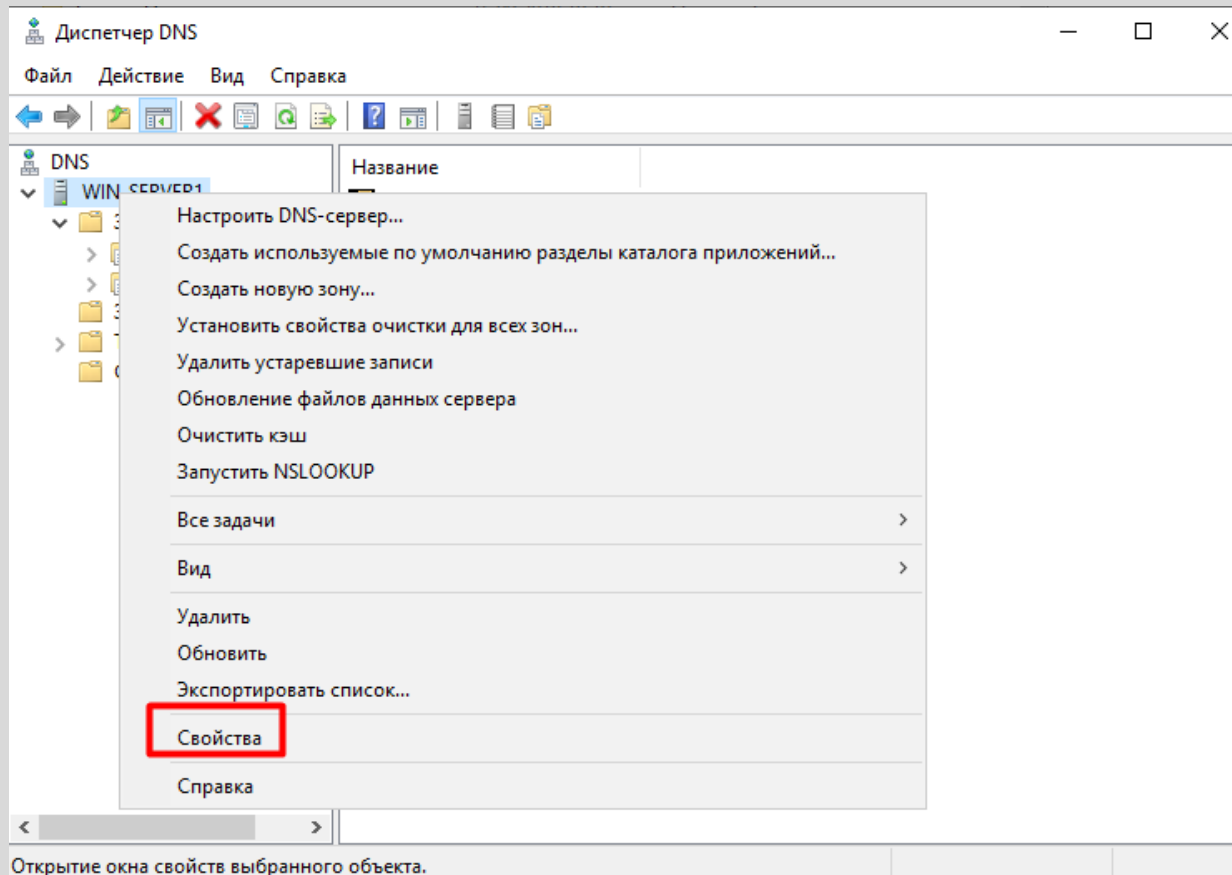 Диспетчер DNS
Файл Действие Вид Справка
DNS
Название
WIN-SERVER1
Настроить DNS-сервер...
Создать используемые по умолчанию разделы каталога приложений...
Создать новую зону...
Установить свойства очистки для всех зон...
Удалить устаревшие записи
Обновление файлов данных сервера
Очистить кэш
Запустить NSLOOKUP
Все задачи
Вид
Удалить
Обновить
Экспортировать список...
Свойства
Справка
Открытие окна свойств выбранного объекта.